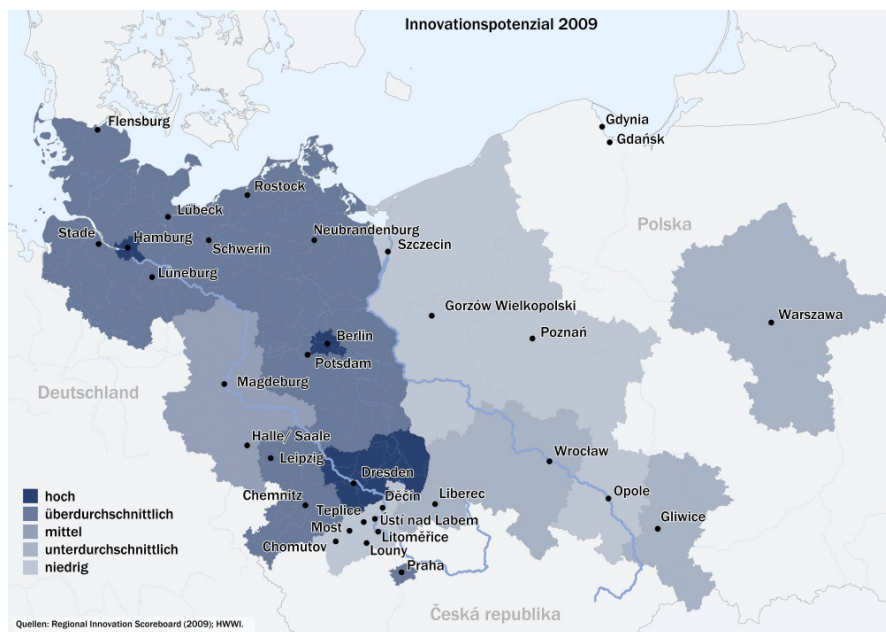 Innovationspotenzial 2009
Flensburg
Gdynia
Gdańsk
Rostock
Lübeck
Polska
Stade
Hamburg
Schwerin
Neubrandenburg
Szczecin
Lüneburg
Gorzów Wielkopolski
Warszawa
Poznań
Berlin
Potsdam
Deutschland
Magdeburg
Halle/ Saale
Leipzig
Wrocław
Dresden
Chemnitz
Děčín
Liberec
Opole
Teplice
Ústí nad Labem
Gliwice
Most
Litoměřice
Chomutov
Louny
Praha
Česká republika
hoch
überdurchschnittlich
mittel
unterdurchschnittlich
niedrig
Quellen: Regional Innovation Scoreboard (2009); HWWI.